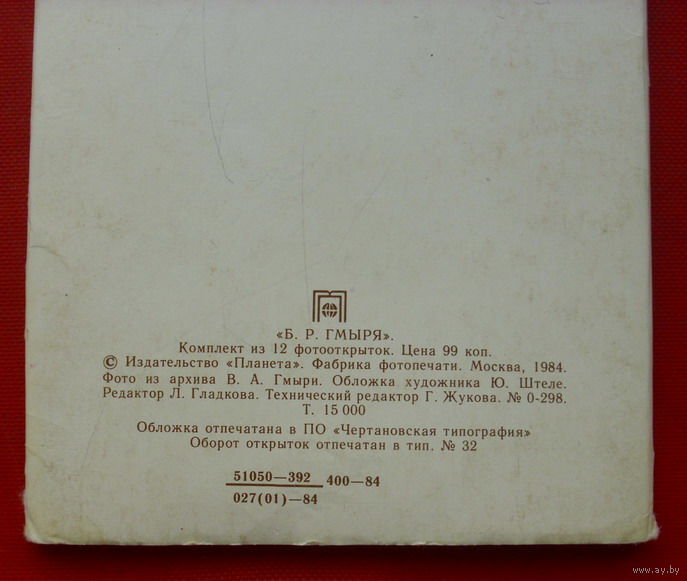 «Б. Р. ГМЫРЯ».
Комплект из 12 фотооткрыток. Цена 99 коп.
© Издательство «Планета». Фабрика фотопечати. Москва, 1984.
Фото из архива В. А. Гмыри. Обложка художника Ю. Штеле.
Редактор Л. Гладкова. Технический редактор Г. Жукова. № 0-298.
Т. 15 000
Обложка отпечатана в ПО «Чертановская типография»
Оборот открыток отпечатан в тип. № 32
51050—392
400—84
027(01)—84
www.ay.by